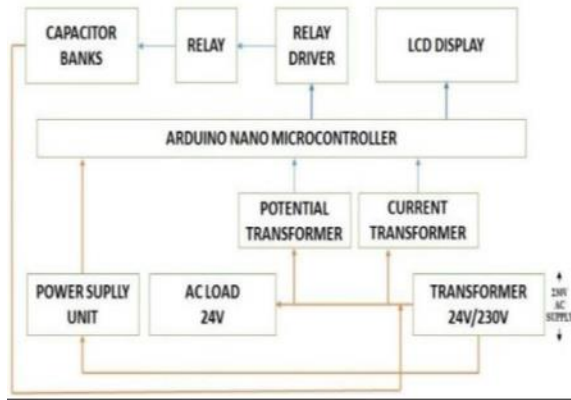 CAPACITOR
BANKS
RELAY
RELAY
DRIVER
LCD DISPLAY
ARDUINO NANO MICROCONTROLLER
POTENTIAL
TRANSFORMER
CURRENT
TRANSFORMER
POWER SUPLLY
UNIT
AC LOAD
24V
TRANSFORMER
24V/230V
230V
AC
SUPPLY